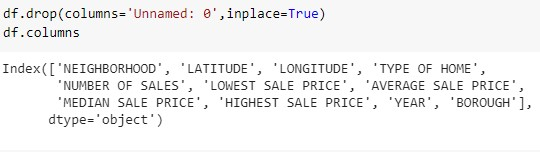 df.drop(columns='Unnamed: 0',inplace=True)
df.columns
Index(['NEIGHBORHOOD', 'LATITUDE', 'LONGITUDE', 'TYPE OF HOME',
'NUMBER OF SALES', 'LOWEST SALE PRICE', 'AVERAGE SALE PRICE',
'MEDIAN SALE PRICE', 'HIGHEST SALE PRICE', 'YEAR', 'BOROUGH'],
dtype='object')